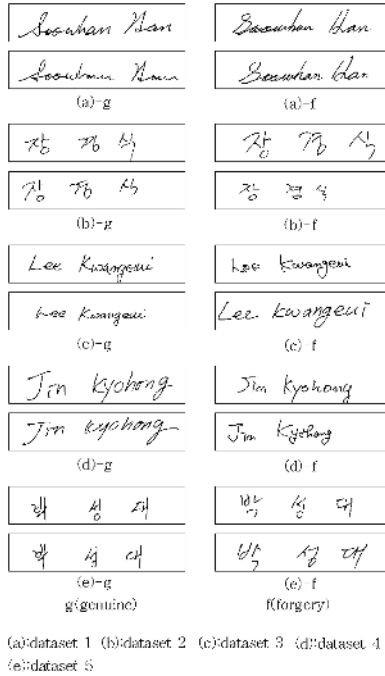 Soowhan Han Soowhan Han
Soowhan Han Soowhan Han
(a)-g (a)-f
장 경 식 장 경 식
장 경 식 장 경 식
(b)-g (b)-f
Lee Kwangeui Lee Kwangeui
Lee Kwangeui Lee Kwangeui
(c)-g (c)-f
Jin Kyohong Jin Kyohong
Jin Kyohong Jin Kyohong
(d)-g (d)-f
박 성 대 박 성 대
박 성 대 박 성 대
(e)-g (e)-f
g(genuine) f(forgery)
(a):dataset 1 (b):dataset 2 (c):dataset 3 (d):dataset 4
(e):dataset 5